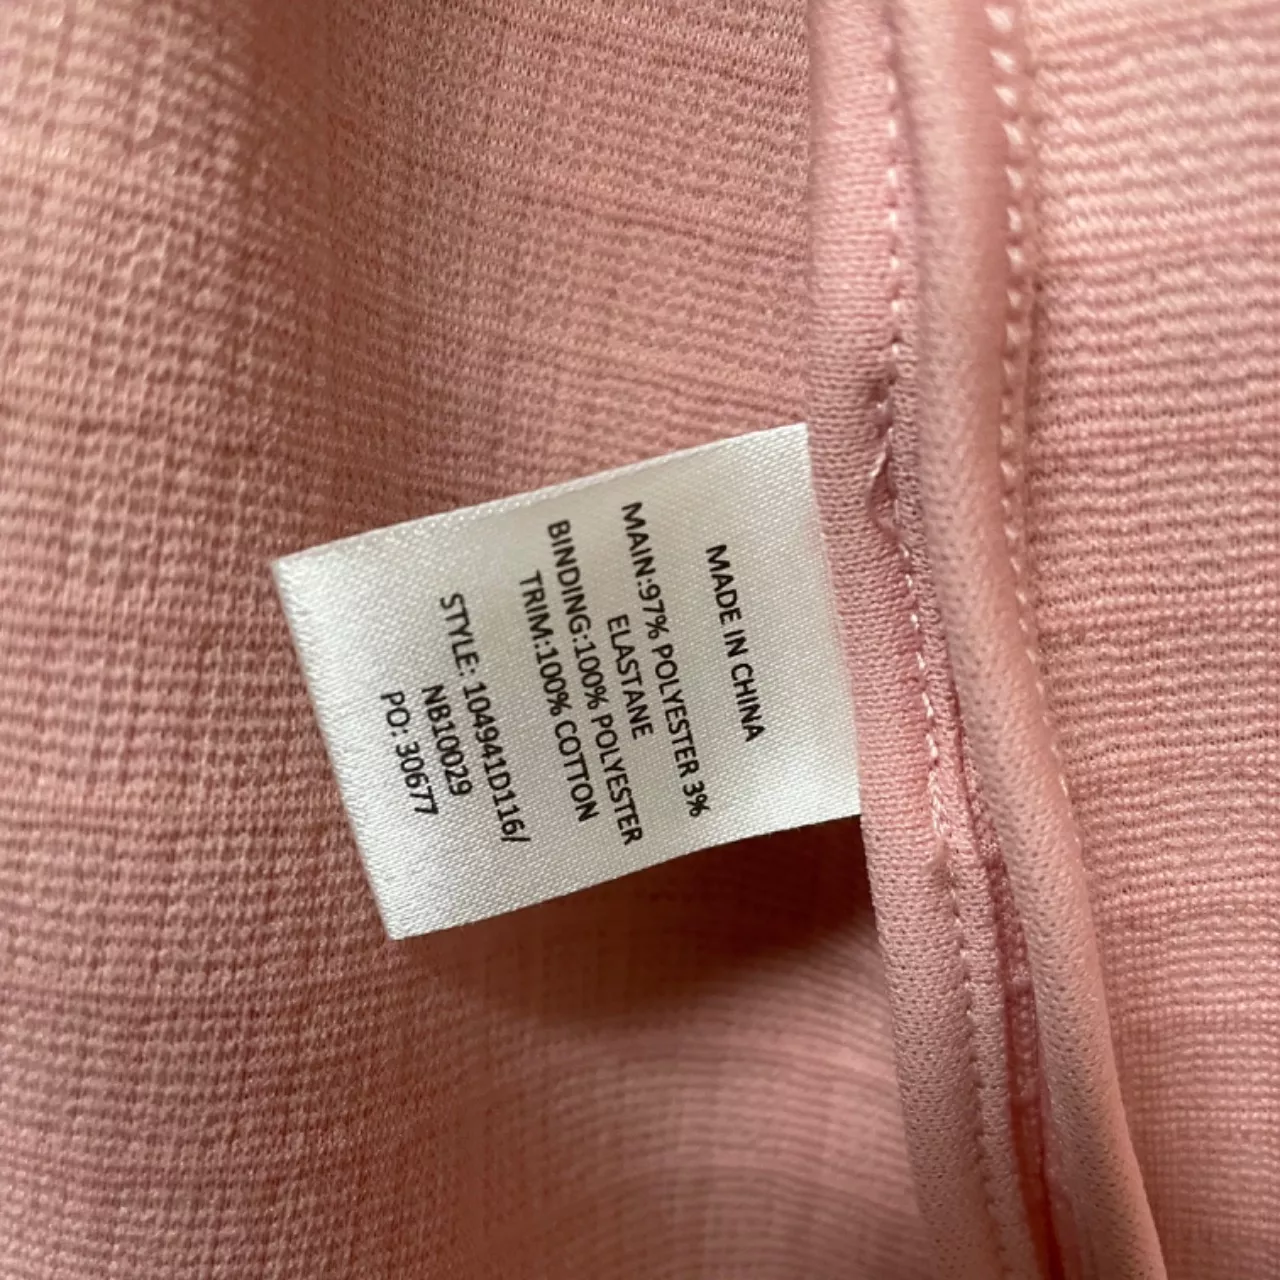 MADE IN CHINA
MAIN:97% POLYESTER 3%
ELASTANE
BINDING:100% POLYESTER
TRIM:100% COTTON
STYLE: 104941D116/
NB10029
PO: 30677